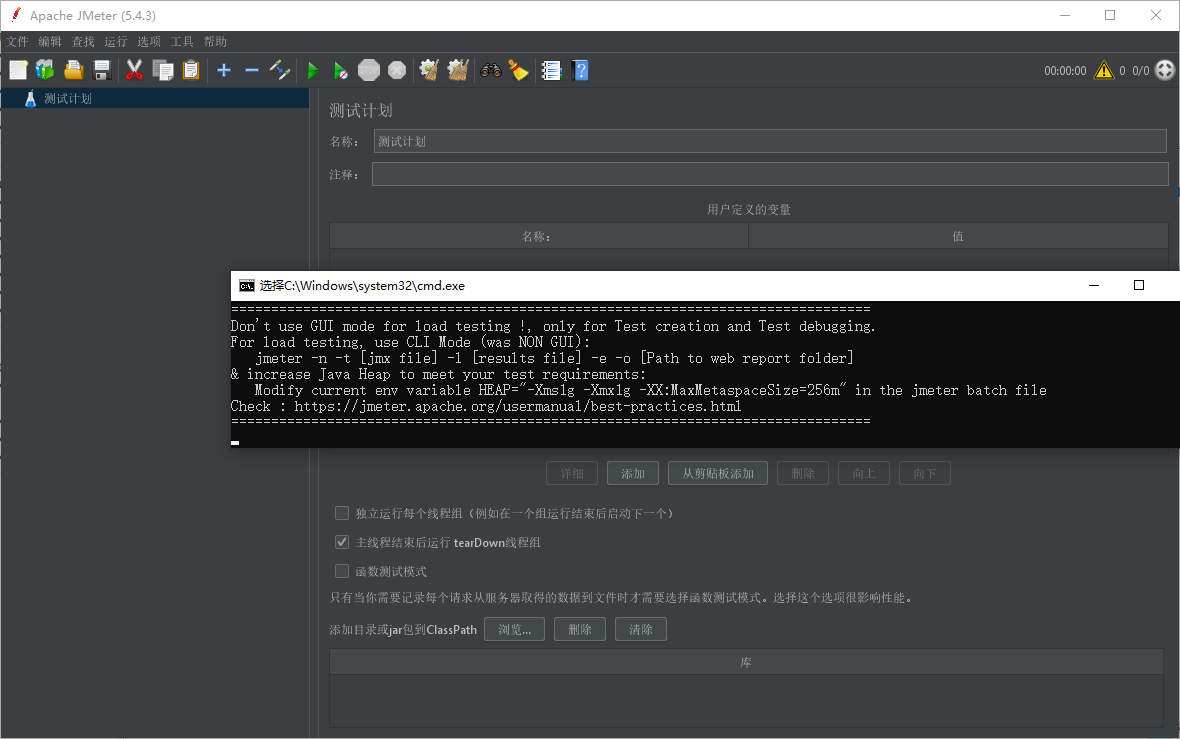 Apache JMeter (5.4.3)
文件 编辑 查找 运行 选项 工具 帮助
STOP
00:00:00 0 0/0
测试计划
测试计划
名称： 测试计划
注释：
用户定义的变量
名称： 值
选择C:\Windows\system32\cmd.exe
================================================================================
Don't use GUI mode for load testing !, only for Test creation and Test debugging.
For load testing, use CLI Mode (was NON GUI):
   jmeter -n -t [jmx file] -l [results file] -e -o [Path to web report folder]
& increase Java Heap to meet your test requirements:
   Modify current env variable HEAP="-Xms1g -Xmx1g -XX:MaxMetaspaceSize=256m" in the jmeter batch file
Check : https://jmeter.apache.org/usermanual/best-practices.html
================================================================================
详细 添加 从剪贴板添加 删除 向上 向下
独立运行每个线程组（例如在一个组运行结束后启动下一个）
主线程结束后运行 tearDown线程组
函数测试模式
只有当你需要记录每个请求从服务器取得的数据到文件时才需要选择函数测试模式。选择这个选项很影响性能。
添加目录或jar包到ClassPath 浏览... 删除 清除
库